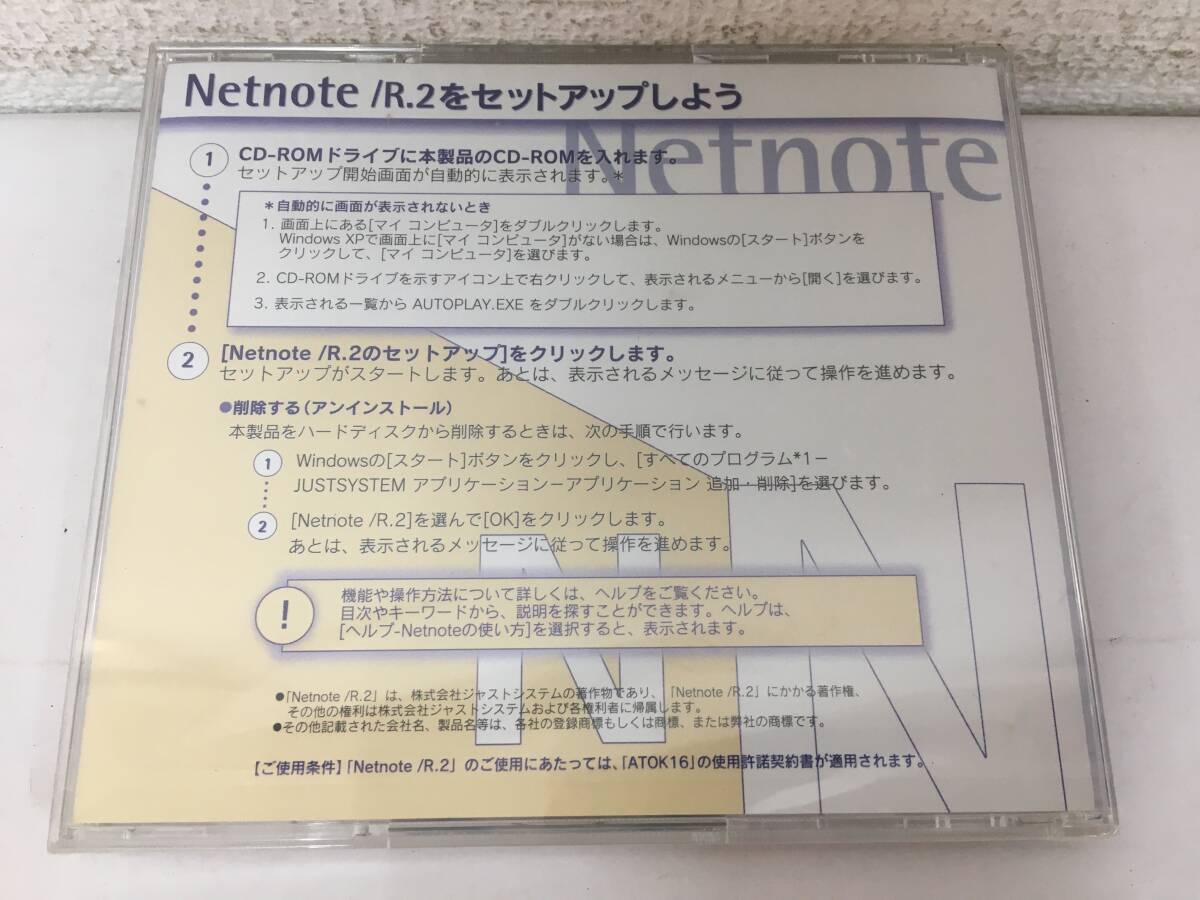 Netnote /R.2をセットアップしよう
Netnote
1 CD-ROMドライブに本製品のCD-ROMを入れます。
セットアップ開始画面が自動的に表示されます。*
*自動的に画面が表示されないとき
1. 画面上にある[マイ コンピュータ]をダブルクリックします。
Windows XPで画面上に[マイ コンピュータ]がない場合は、Windowsの[スタート]ボタンを
クリックして、[マイ コンピュータ]を選びます。
2. CD-ROMドライブを示すアイコン上で右クリックして、表示されるメニューから[開く]を選びます。
3. 表示される一覧から AUTOPLAY.EXE をダブルクリックします。
2 [Netnote /R.2のセットアップ]をクリックします。
セットアップがスタートします。あとは、表示されるメッセージに従って操作を進めます。
●削除する(アンインストール)
本製品をハードディスクから削除するときは、次の手順で行います。
1 Windowsの[スタート]ボタンをクリックし、[すべてのプログラム*1－
JUSTSYSTEM アプリケーション－アプリケーション 追加・削除]を選びます。
2 [Netnote /R.2]を選んで[OK]をクリックします。
あとは、表示されるメッセージに従って操作を進めます。
! 機能や操作方法について詳しくは、ヘルプをご覧ください。
目次やキーワードから、説明を探すことができます。ヘルプは、
[ヘルプ-Netnoteの使い方]を選択すると、表示されます。
●「Netnote /R.2」は、株式会社ジャストシステムの著作物であり、「Netnote /R.2」にかかる著作権、
その他の権利は株式会社ジャストシステムおよび各権利者に帰属します。
●その他記載された会社名、製品名等は、各社の登録商標もしくは商標、または弊社の商標です。
【ご使用条件】「Netnote /R.2」のご使用にあたっては、「ATOK16」の使用許諾契約書が適用されます。
N N